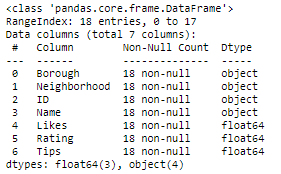 <class 'pandas.core.frame.DataFrame'>
RangeIndex: 18 entries, 0 to 17
Data columns (total 7 columns):
 #   Column        Non-Null Count  Dtype
---  ------        --------------  -----
 0   Borough       18 non-null     object
 1   Neighborhood  18 non-null     object
 2   ID            18 non-null     object
 3   Name          18 non-null     object
 4   Likes         18 non-null     float64
 5   Rating        18 non-null     float64
 6   Tips          18 non-null     float64
dtypes: float64(3), object(4)